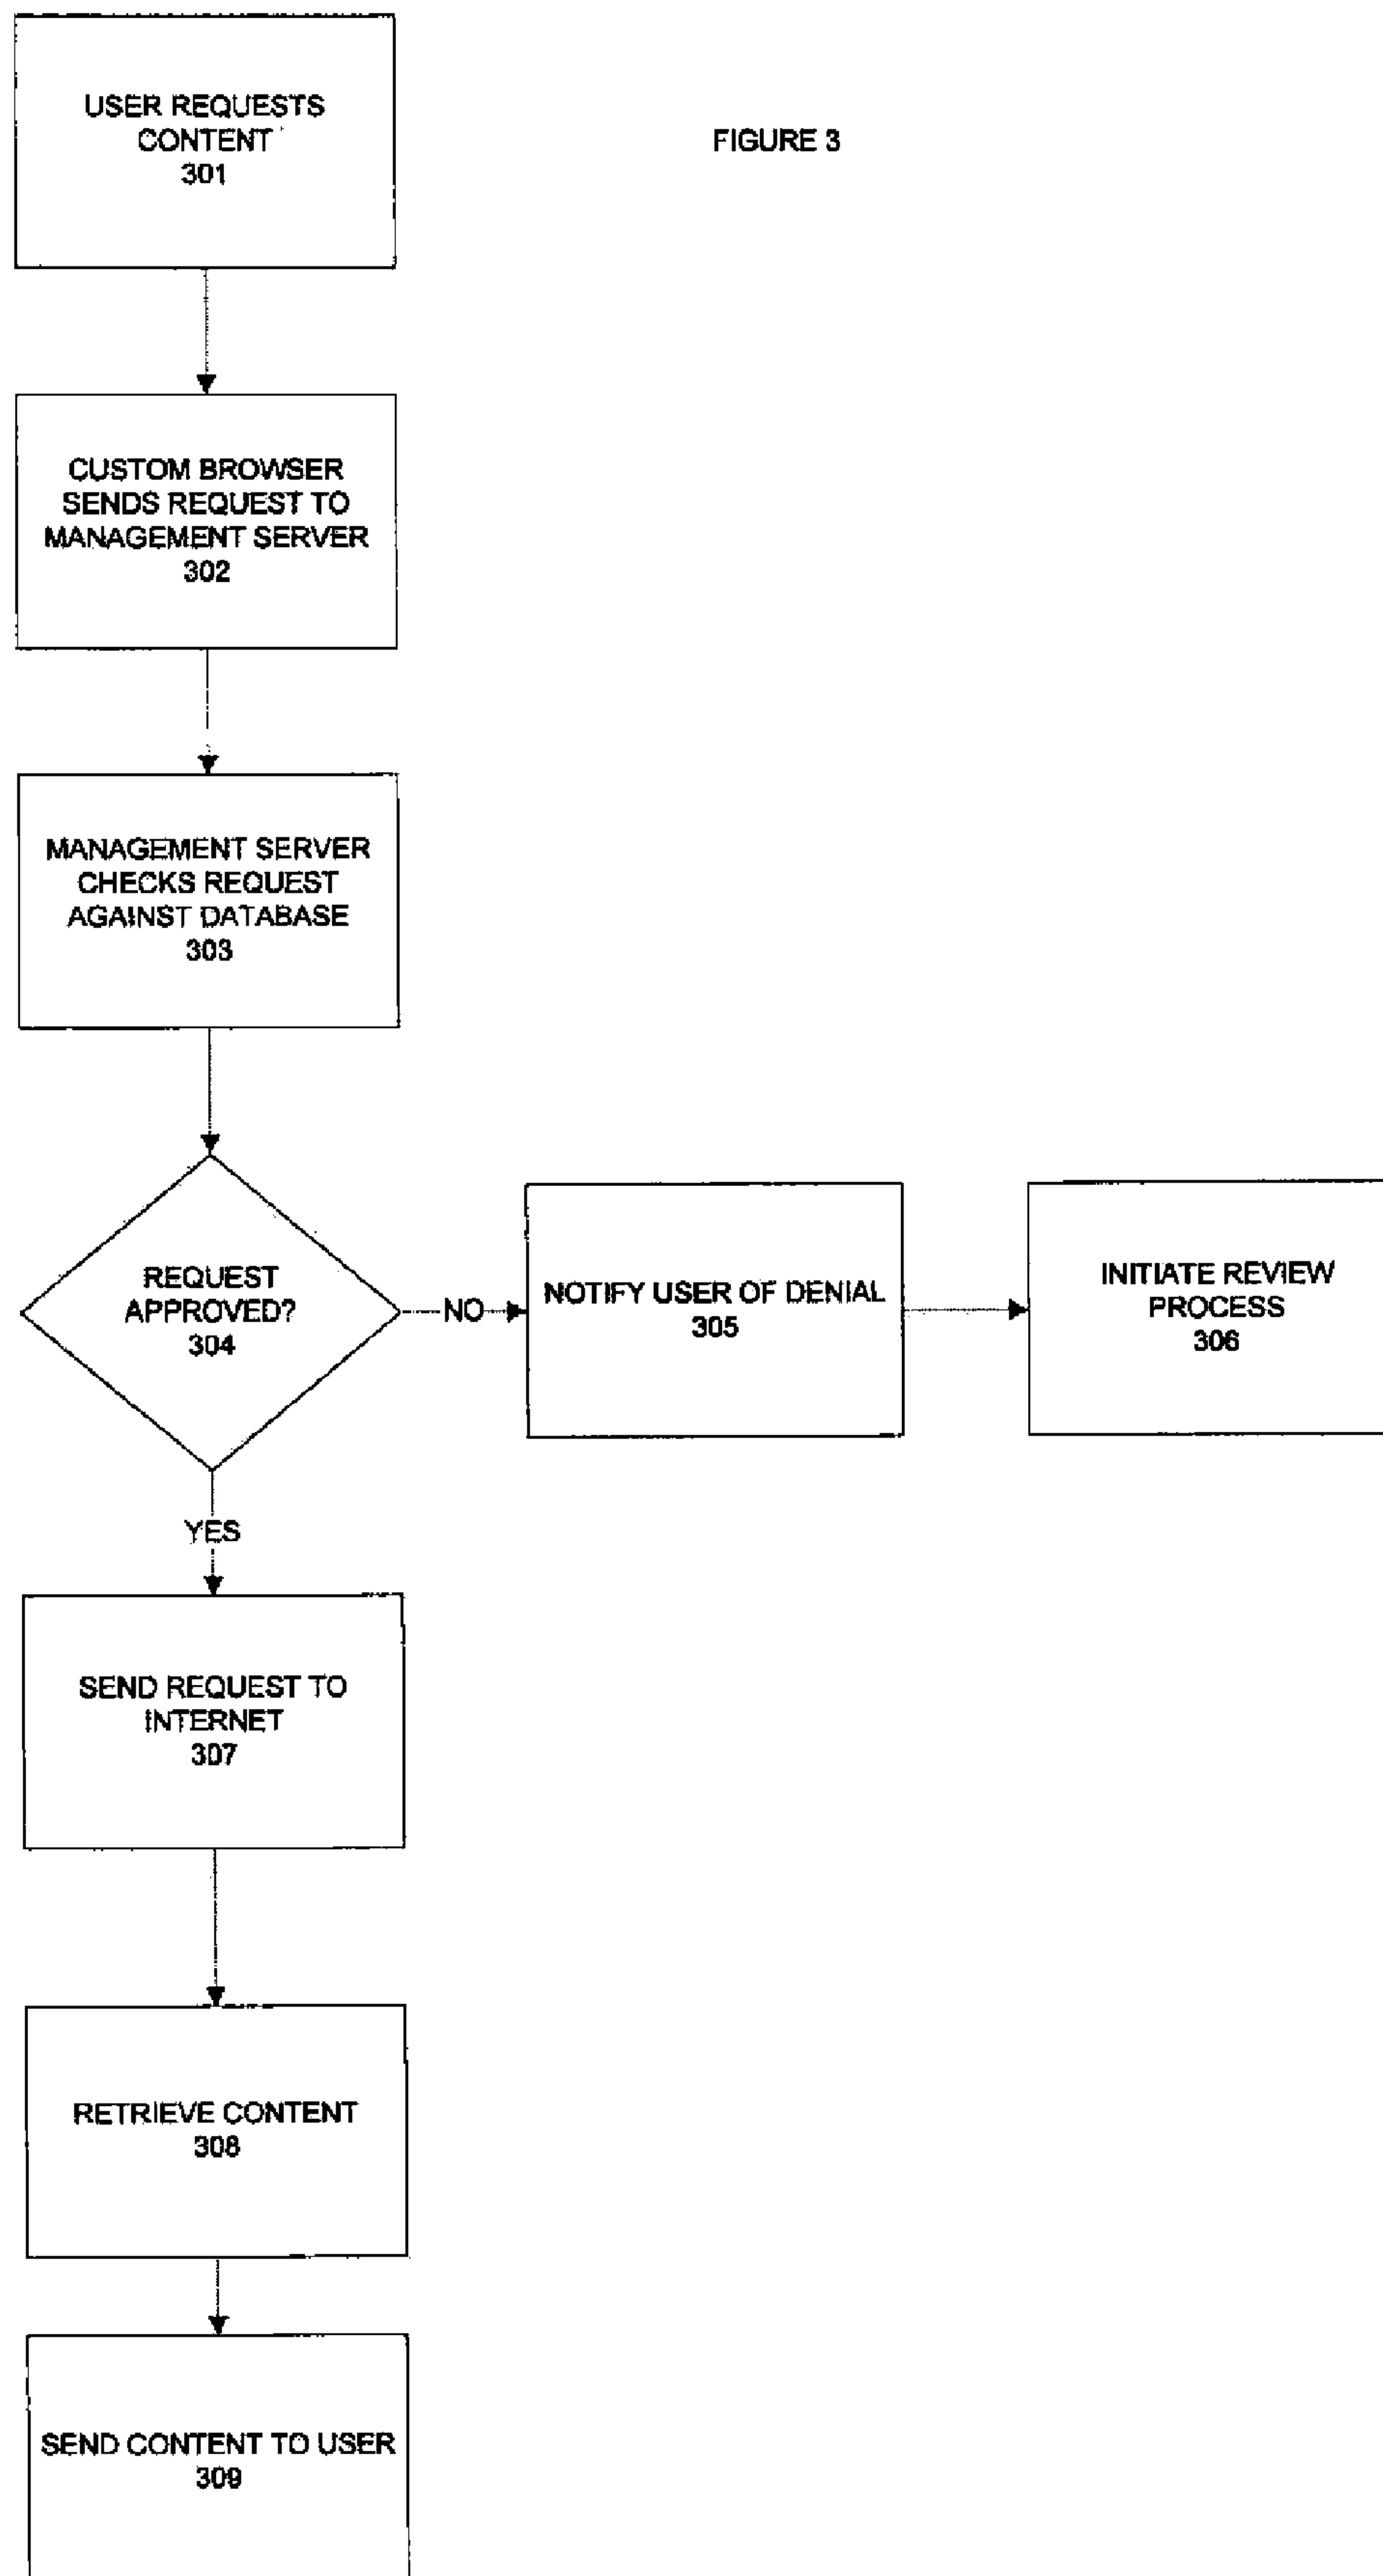 USER REQUESTS
CONTENT
301
FIGURE 3
CUSTOM BROWSER
SENDS REQUEST TO
MANAGEMENT SERVER
302
MANAGEMENT SERVER
CHECKS REQUEST
AGAINST DATABASE
303
REQUEST
APPROVED?
304
NO
NOTIFY USER OF DENIAL
305
INITIATE REVIEW
PROCESS
306
YES
SEND REQUEST TO
INTERNET
307
RETRIEVE CONTENT
308
SEND CONTENT TO USER
309